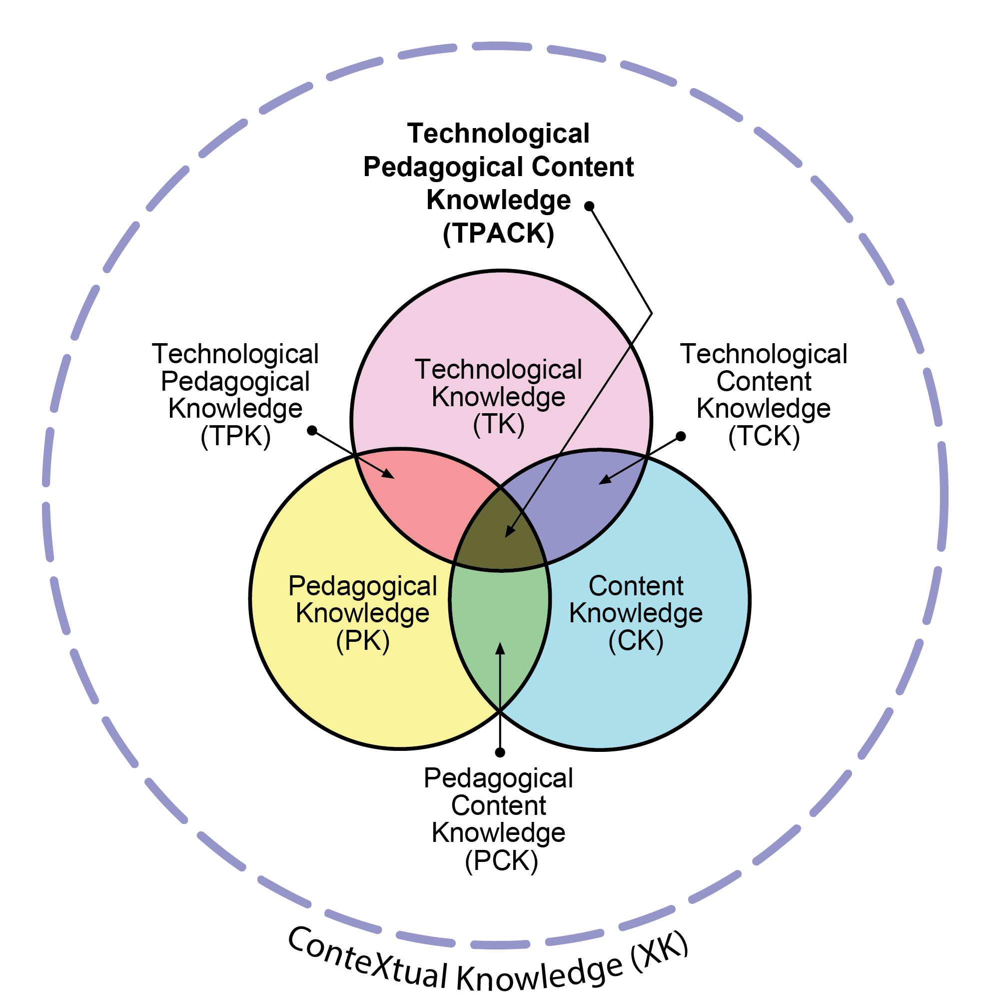 Technological
Pedagogical Content
Knowledge
(TPACK)
Technological
Pedagogical
Knowledge
(TPK)
Technological
Knowledge
(TK)
Technological
Content
Knowledge
(TCK)
Pedagogical
Knowledge
(PK)
Content
Knowledge
(CK)
Pedagogical
Content
Knowledge
(PCK)
ConteXtual Knowledge (XK)